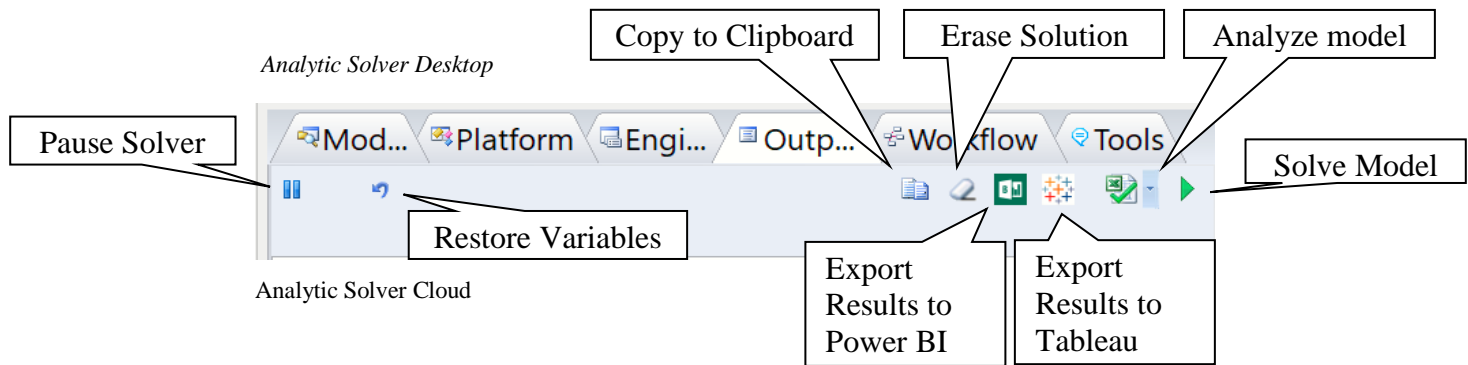 Copy to Clipboard
Erase Solution
Analyze model
Analytic Solver Desktop
Pause Solver
Mod...
Platform
Engi...
Outp...
Workflow
Tools
Solve Model
Restore Variables
Export
Results to
Power BI
Export
Results to
Tableau
Analytic Solver Cloud